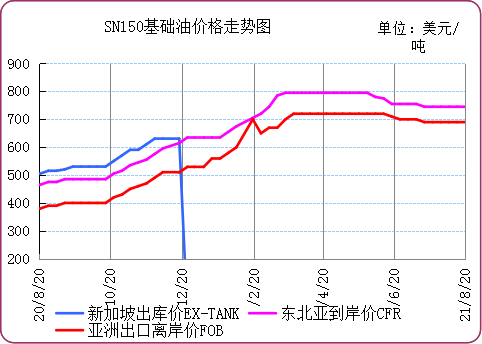 SN150基础油价格走势图
单位：美元/
吨
900
800
700
600
500
400
300
200
20/8/20
/10/20
/12/20
/2/20
/4/20
/6/20
21/8/20
新加坡出库价EX-TANK
东北亚到岸价CFR
亚洲出口离岸价FOB